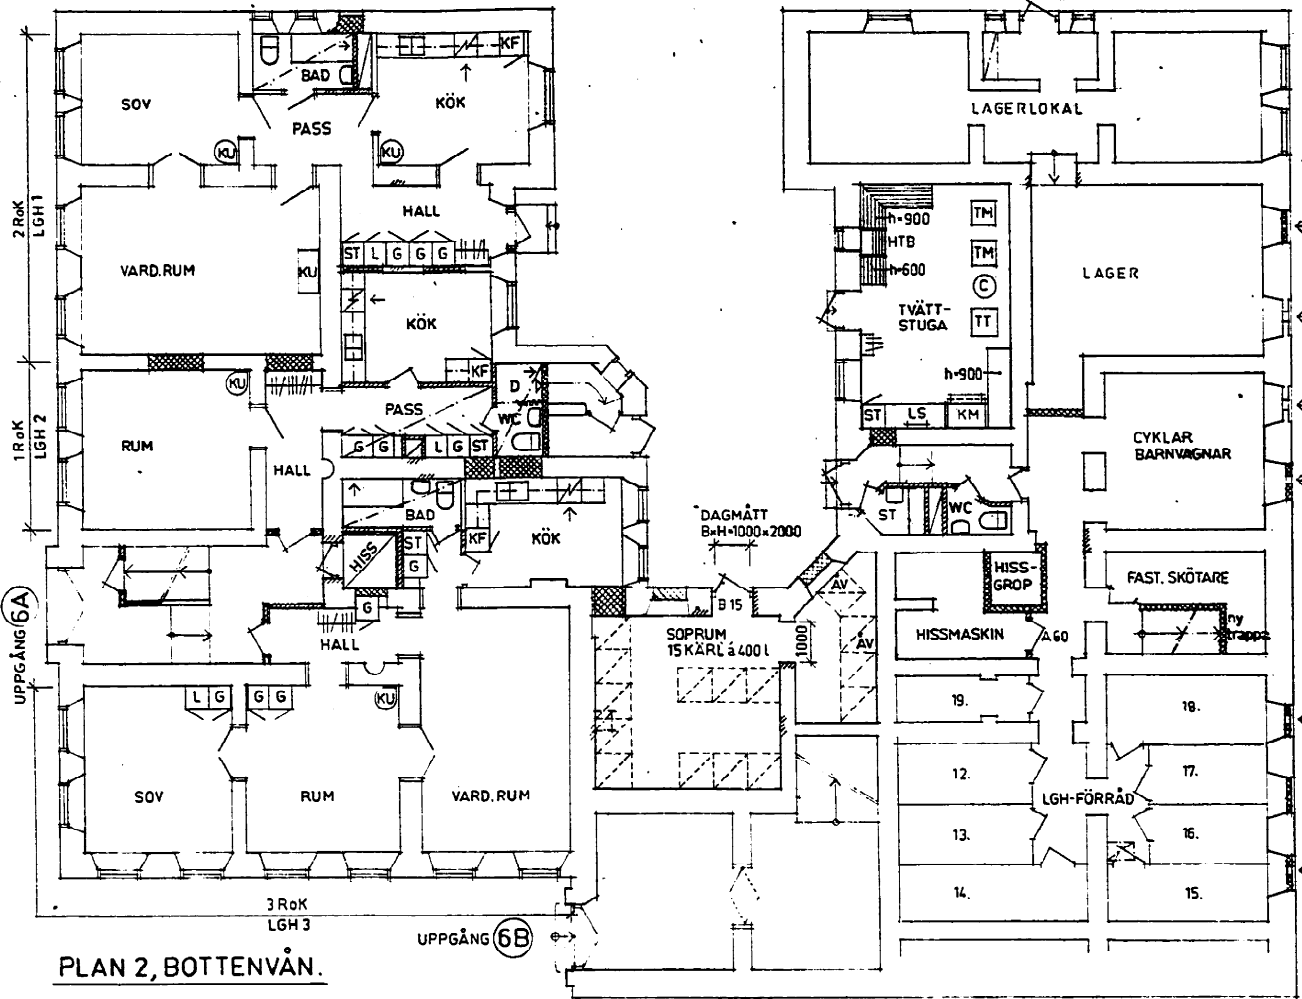 SOV
BAD
KF
KÖK
PASS
KU
KU
2 RoK
LGH 1
HALL
ST L G G G
VARD.RUM
KU
KÖK
KF
KU
D
PASS
WC
1 RoK
LGH 2
RUM
G G L G ST
HALL
BAD
KF
KÖK
HISS
ST
G
G
UPPGÅNG 6A
HALL
L G G G
KU
SOV
RUM
VARD.RUM
3 RoK
LGH 3
UPPGÅNG 6B
PLAN 2, BOTTENVÅN.
LAGERLOKAL
h=900
HTB
h=600
TM
TM
C
TT
TVÄTT-
STUGA
h=900
ST LS KM
LAGER
CYKLAR
BARNVAGNAR
ST
WC
DAGMÅTT
B×H=1000×2000
B 15
SOPRUM
15 KÄRL á 400 l
1000
ÅV
ÅV
HISS-
GROP
HISSMASKIN
A 60
FAST. SKÖTARE
ny
trappa
19.
18.
12.
17.
LGH-FÖRRÅD
13.
16.
14.
15.